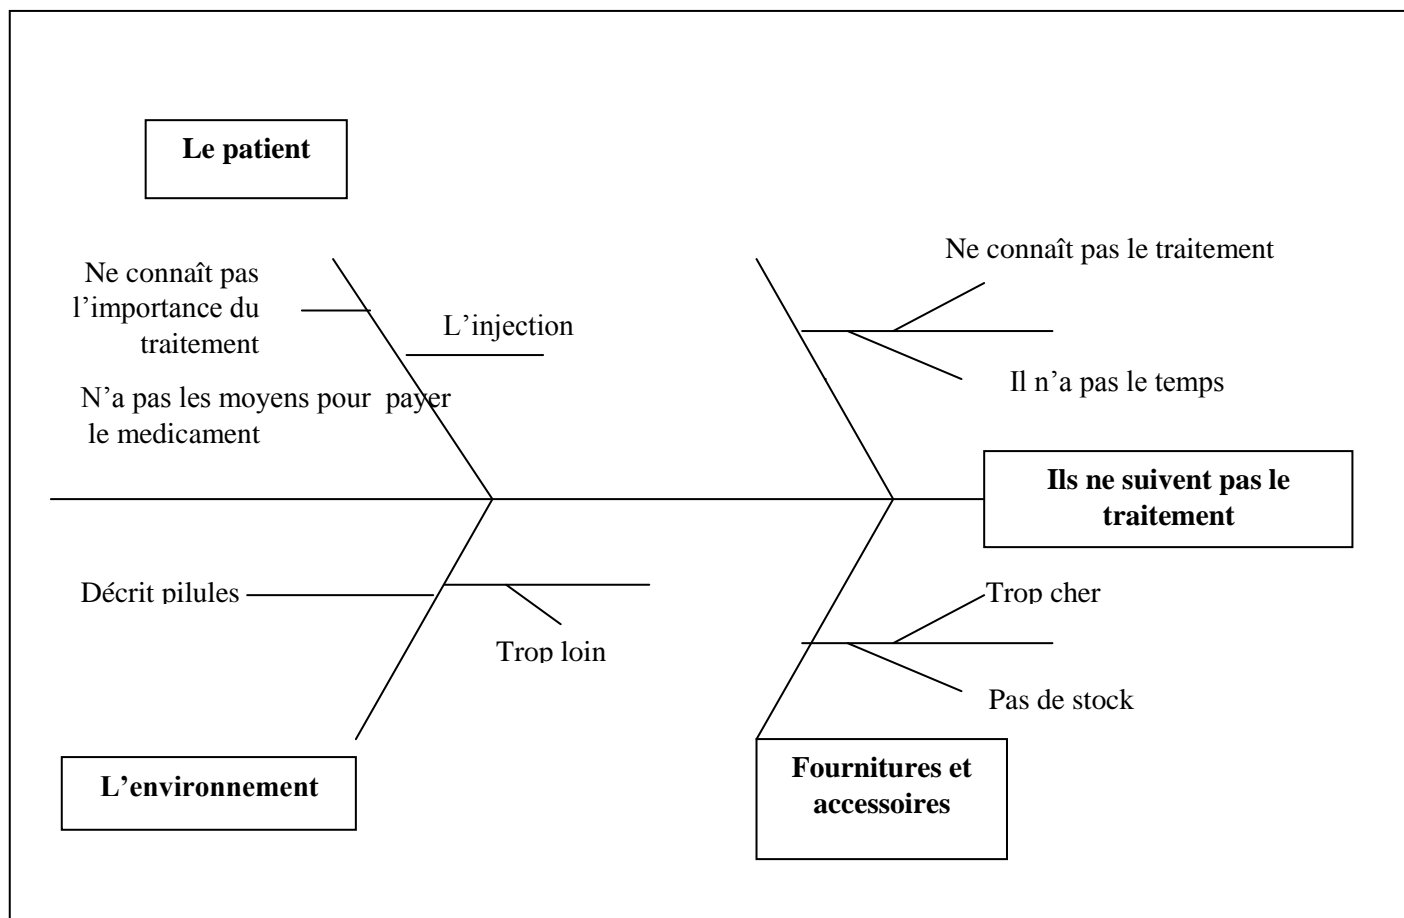 Le patient
Ne connaît pas
l’importance du
traitement
L’injection
N’a pas les moyens pour payer
le medicament
Ne connaît pas le traitement
Il n’a pas le temps
Ils ne suivent pas le
traitement
Décrit pilules
Trop loin
Trop cher
Pas de stock
L’environnement
Fournitures et
accessoires